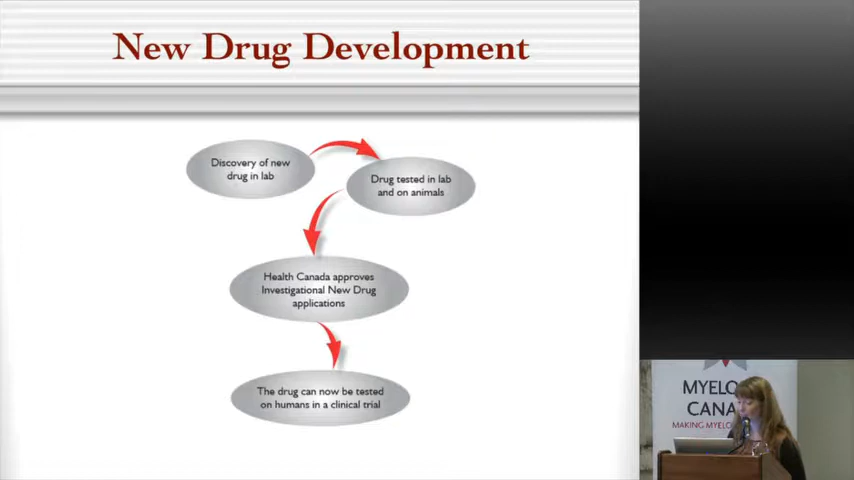 New Drug Development
Discovery of new
drug in lab
Drug tested in lab
and on animals
Health Canada approves
Investigational New Drug
applications
The drug can now be tested
on humans in a clinical trial
MYELO
CANA
MAKING MYELO